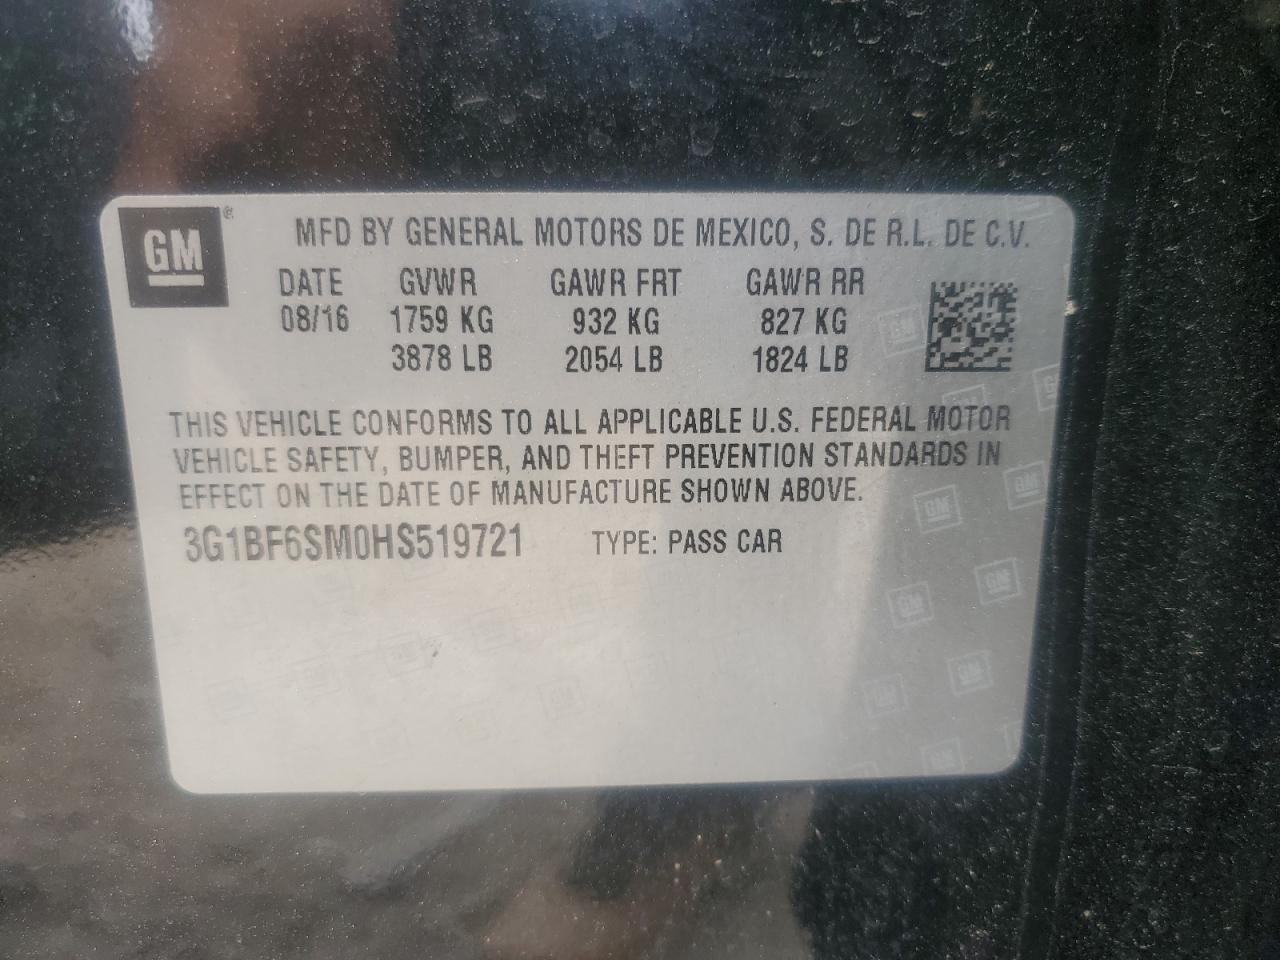 GM ®
MFD BY GENERAL MOTORS DE MEXICO, S. DE R.L. DE C.V.
DATE GVWR GAWR FRT GAWR RR
08/16 1759 KG 932 KG 827 KG
3878 LB 2054 LB 1824 LB
THIS VEHICLE CONFORMS TO ALL APPLICABLE U.S. FEDERAL MOTOR
VEHICLE SAFETY, BUMPER, AND THEFT PREVENTION STANDARDS IN
EFFECT ON THE DATE OF MANUFACTURE SHOWN ABOVE.
3G1BF6SM0HS519721 TYPE: PASS CAR